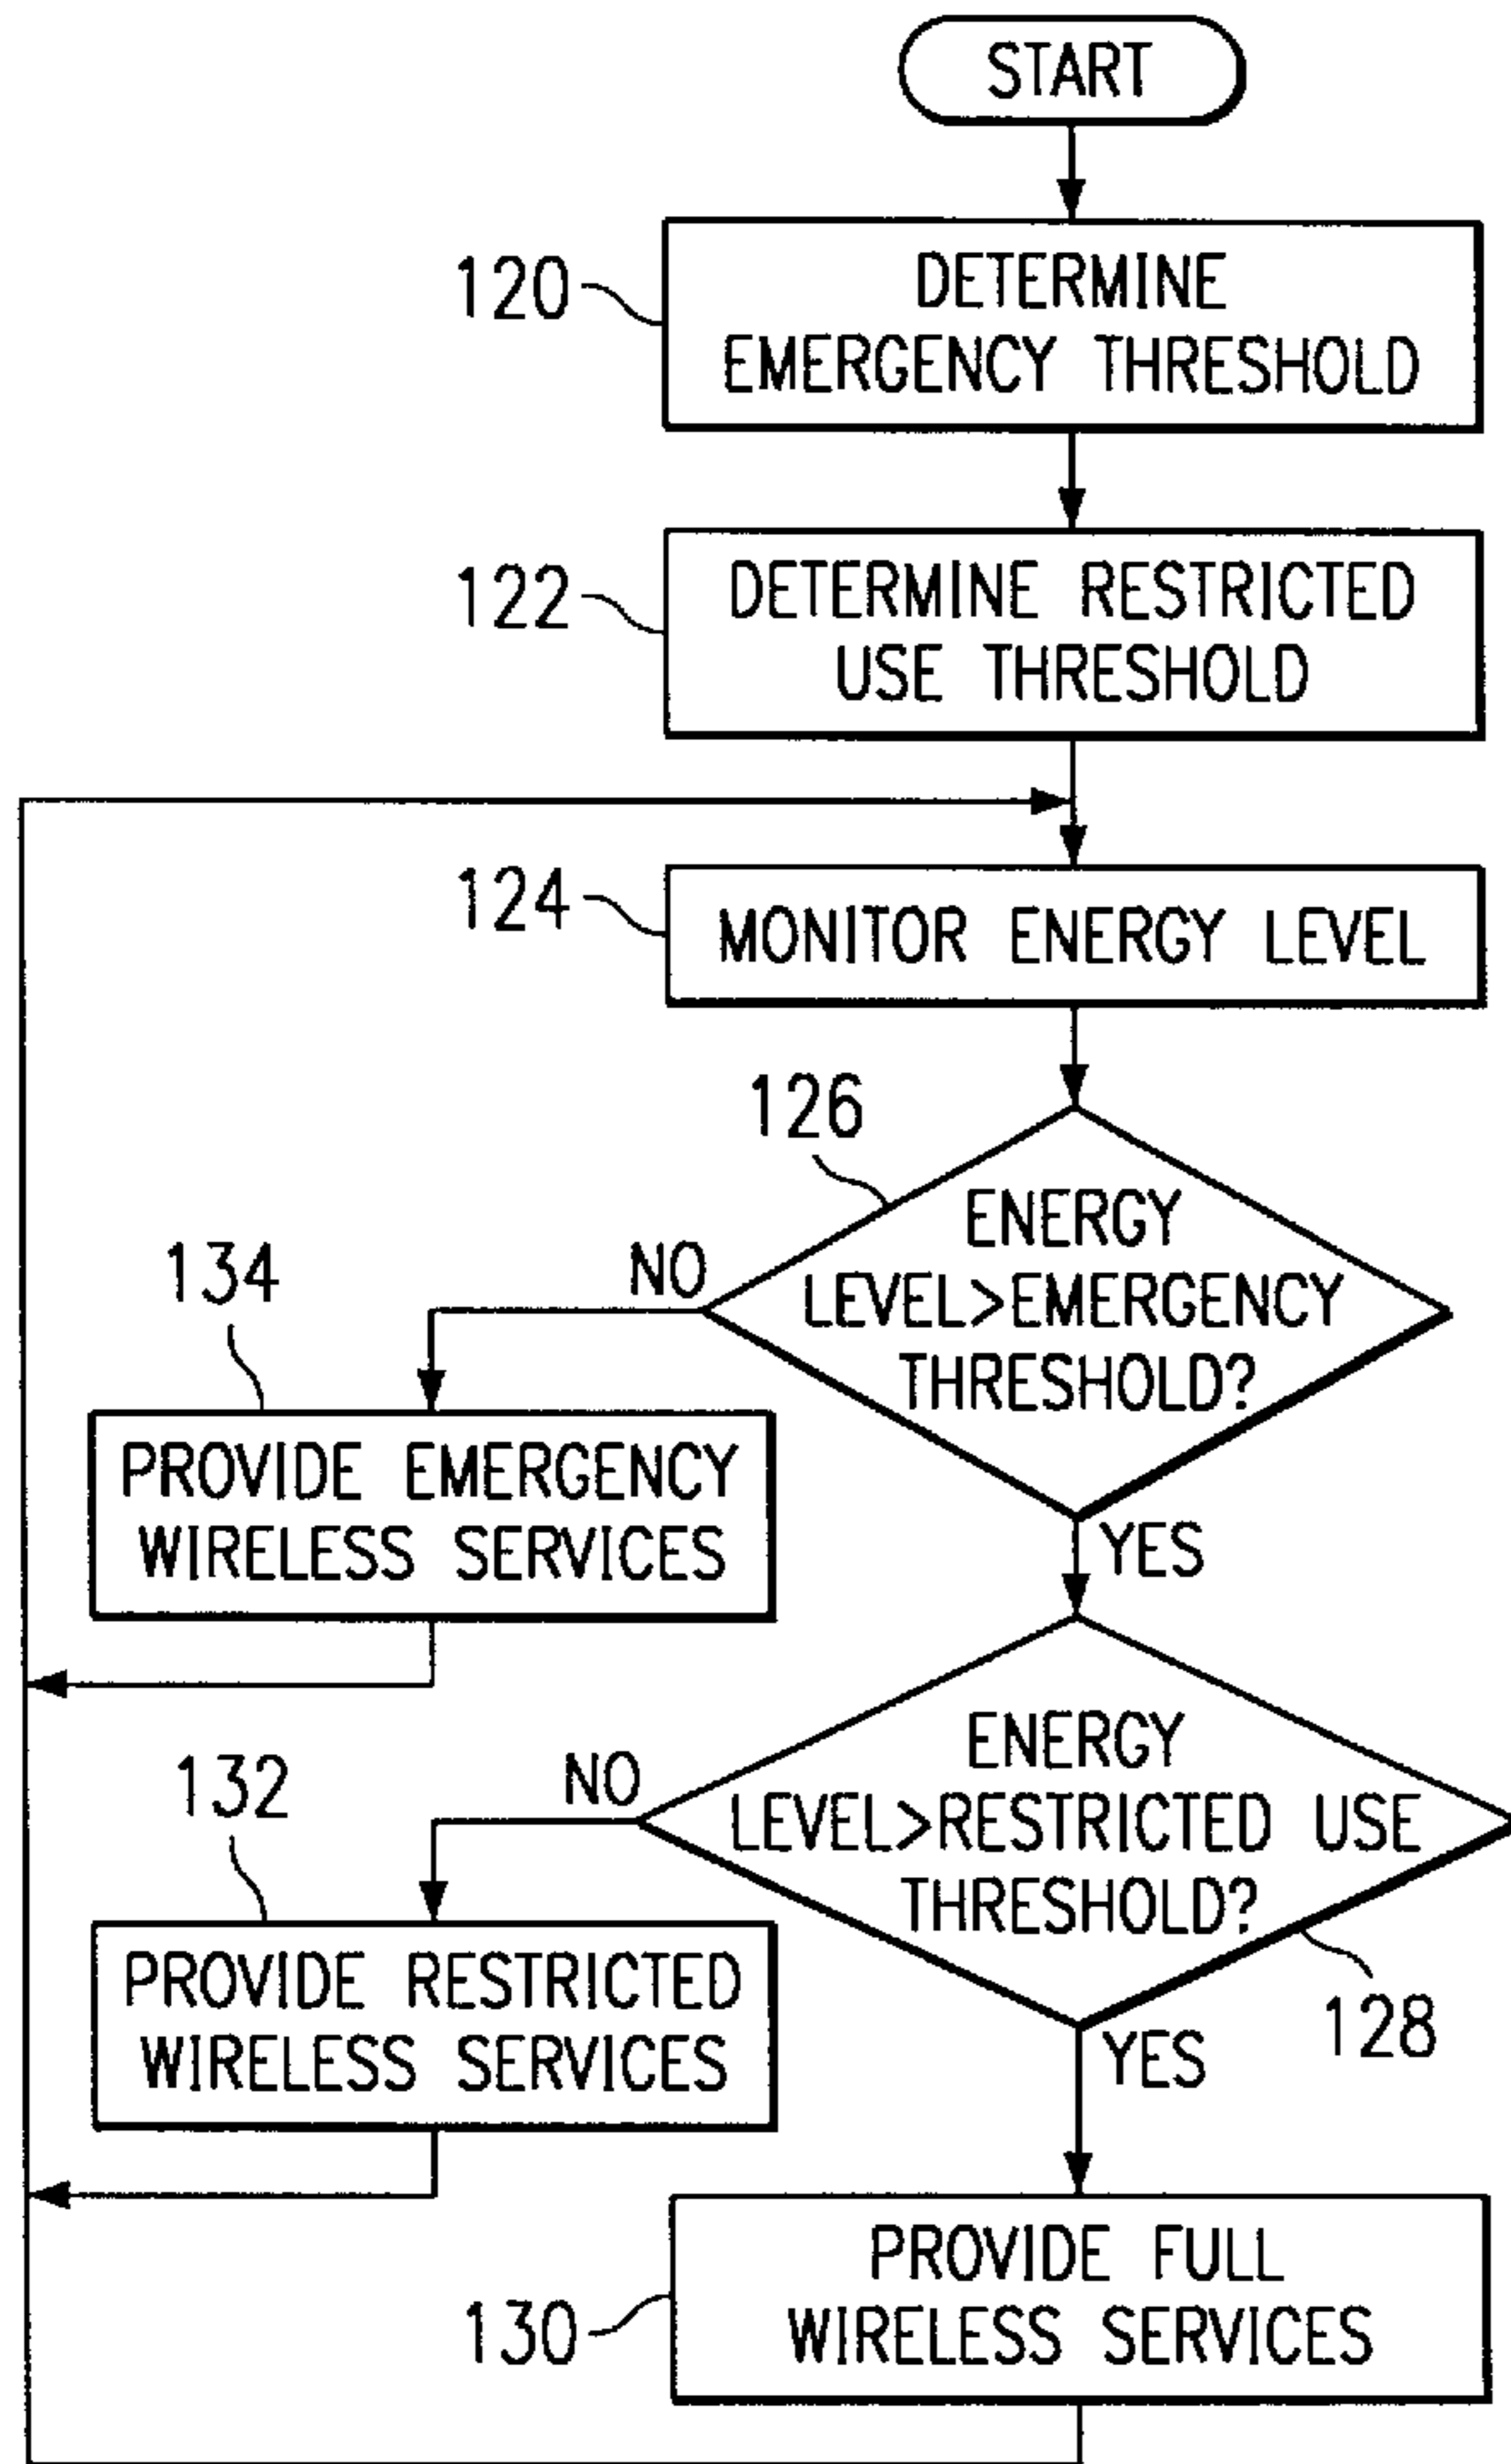 START
120
DETERMINE
EMERGENCY THRESHOLD
122
DETERMINE RESTRICTED
USE THRESHOLD
124
MONITOR ENERGY LEVEL
126
ENERGY
LEVEL>EMERGENCY
THRESHOLD?
NO
134
PROVIDE EMERGENCY
WIRELESS SERVICES
YES
ENERGY
LEVEL>RESTRICTED USE
THRESHOLD?
128
NO
132
PROVIDE RESTRICTED
WIRELESS SERVICES
YES
130
PROVIDE FULL
WIRELESS SERVICES